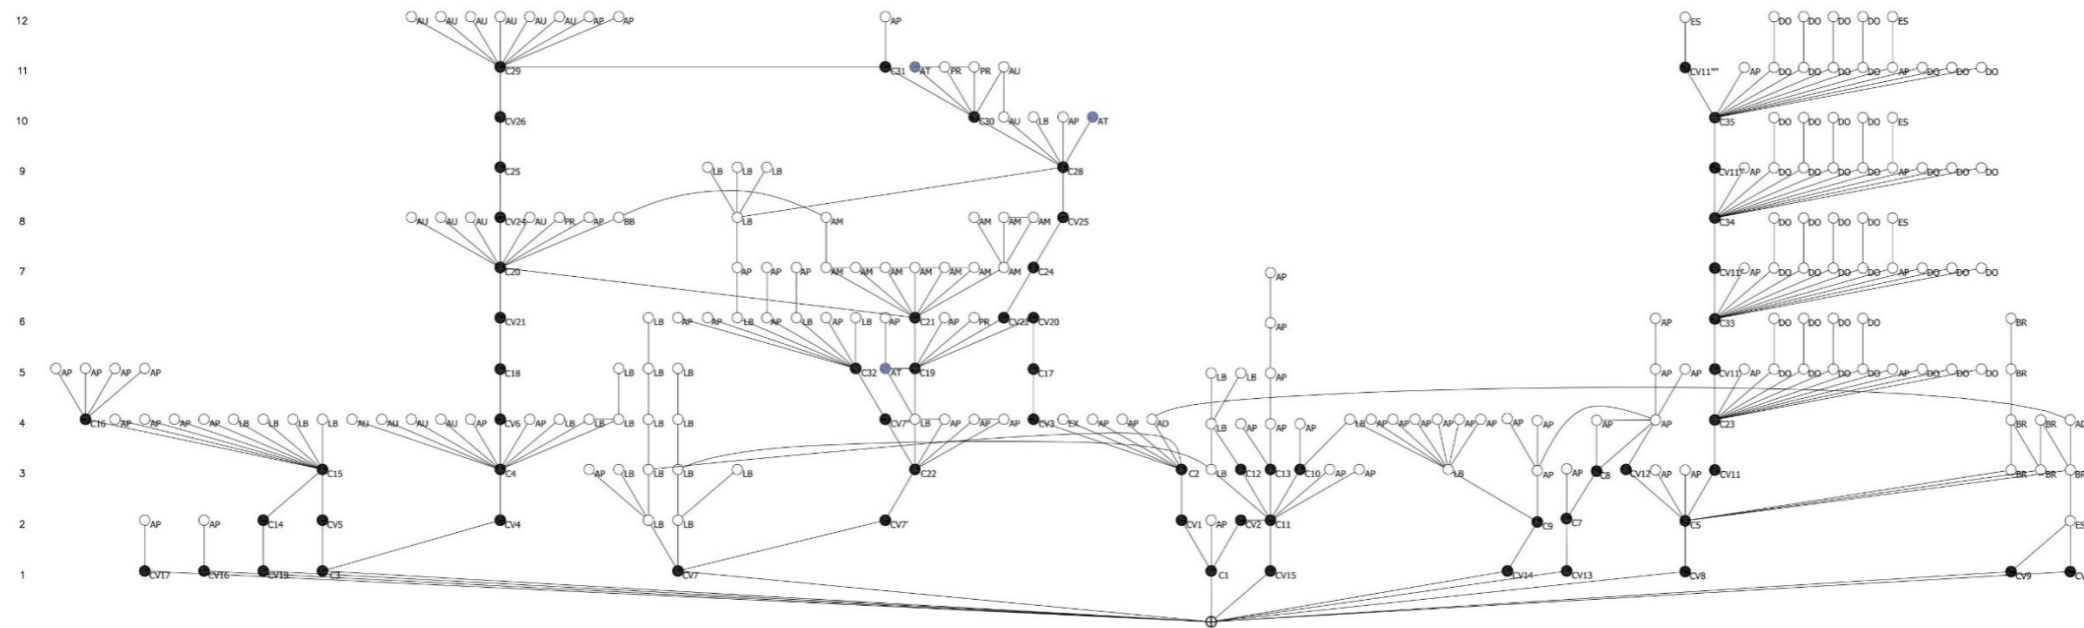 12 AU AU AU AU AU AU AP AP AP ES DO DO DO DO ES
11 C29 C31 AT PR PR AU CV11''' AP DO DO DO DO AP DO DO DO
10 CV26 C30 AU LB AP AT C35 DO DO DO DO ES
9 C25 LB LB LB C28 AP DO DO DO DO AP DO DO DO
8 AU AU AU CV24 AU PR AP BB LB AM AM AM AM CV25 C34 DO DO DO DO ES
7 C20 AP AP AP AM AM AM AM AM AM AM C24 AP AP DO DO DO DO AP DO DO DO
6 CV21 LB AP AP LB AP LB AP LB AP C21 AP PR CV22 CV20 AP AP C33 DO DO DO DO BR
5 AP AP AP AP C18 LB LB LB C32 AT C19 C17 LB LB AP AP AP CV11 AP DO DO DO DO AP DO DO DO BR
4 C16 AP AP AP AP LB LB LB LB AU AU AU AU AP CV6 AP LB LB LB LB LB CV7'' LB AP AP AP CV3 EX AP AP AD LB AP AP AP LB AP AP AP AP AP AP AP AP AP AP C23 BR BR AD
3 C15 C4 AP LB LB LB LB C22 C2 LB C12 C13 C10 AP AP LB AP AP C8 CV12 AP AP CV11 BR BR BR
2 AP AP C14 CV5 CV4 LB LB CV7' CV1 AP CV2 C11 C9 C7 C5 ES
1 CV17 CV16 CV19 C3 CV7 C1 CV15 CV14 CV13 CV8 CV9 CV